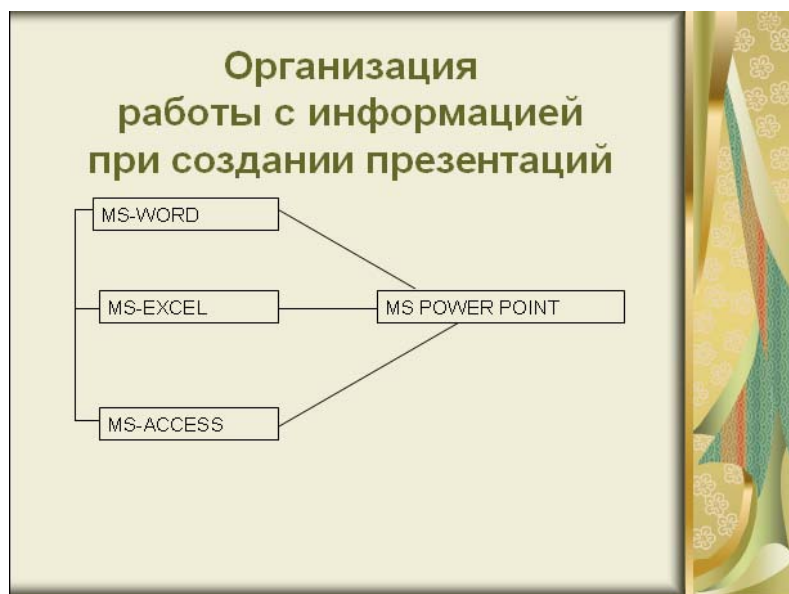 Организация
работы с информацией
при создании презентаций
MS-WORD
MS-EXCEL
MS POWER POINT
MS-ACCESS